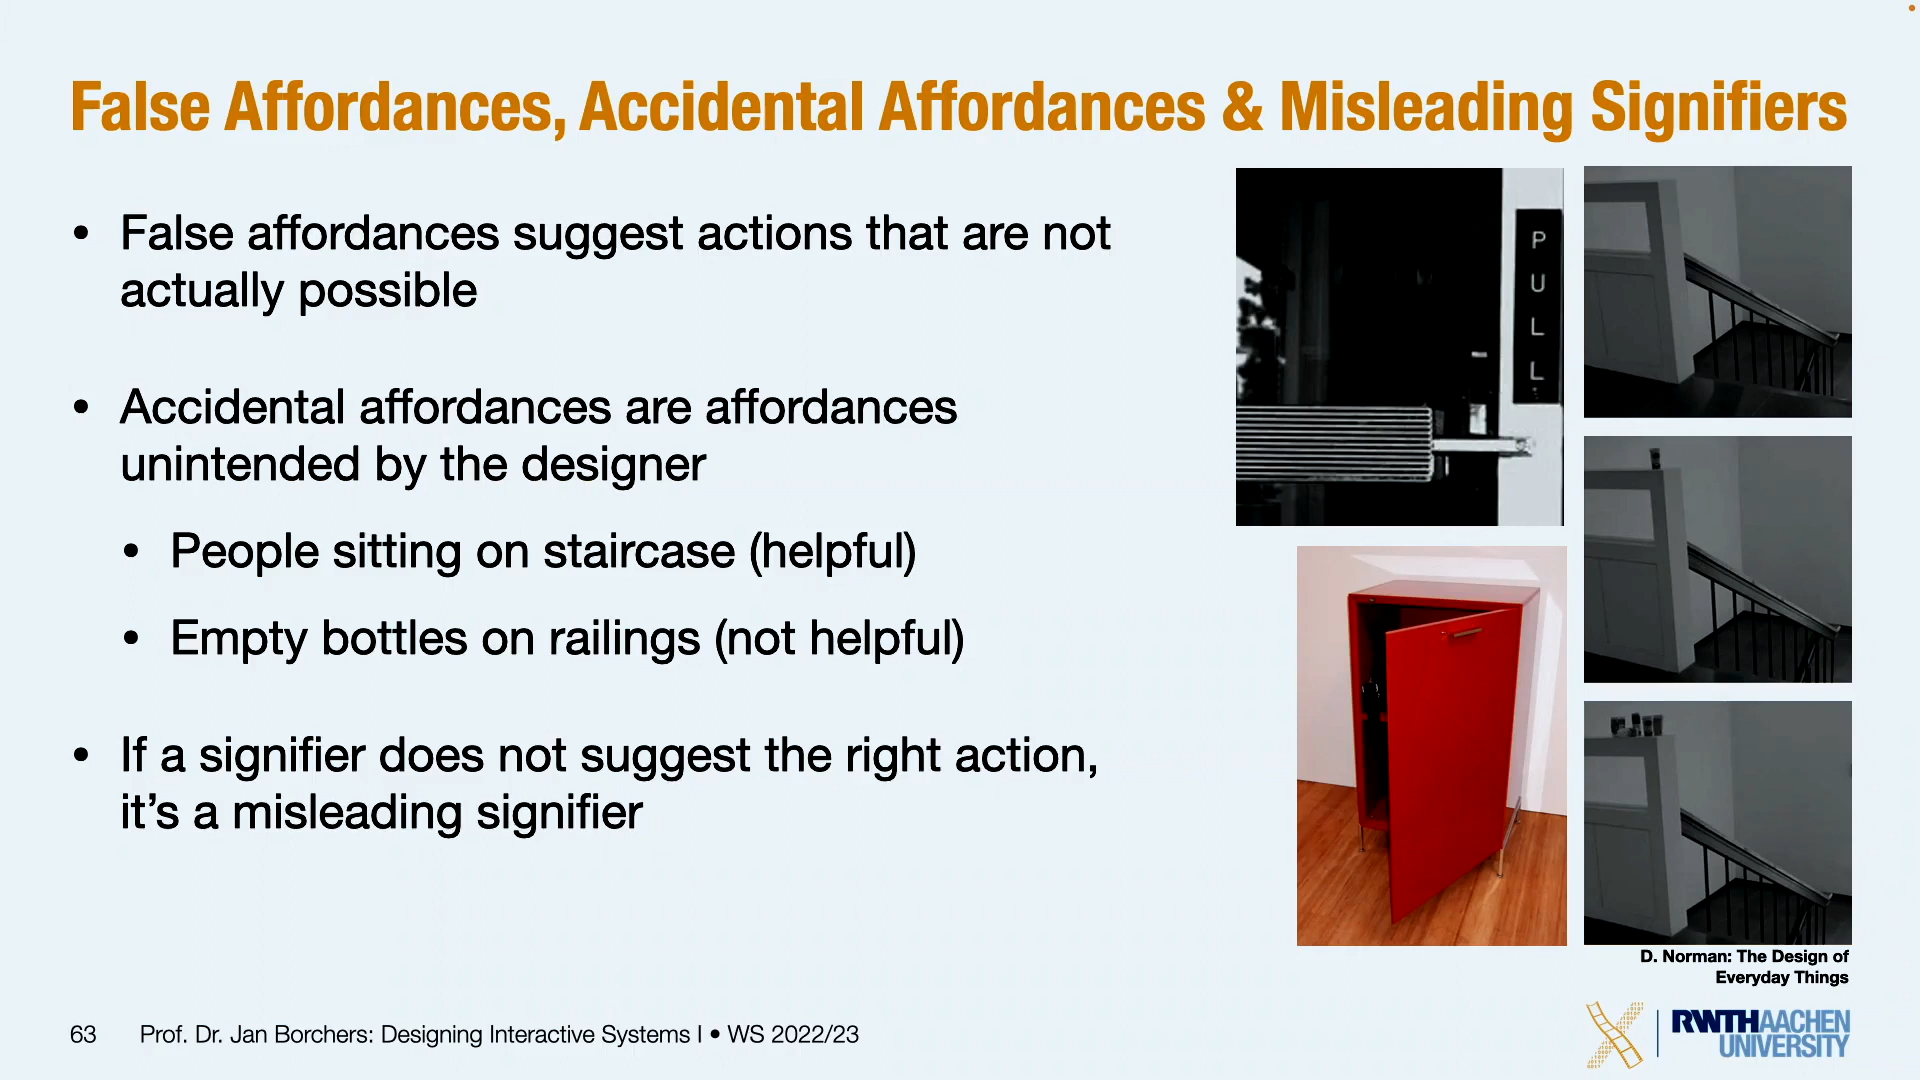 False Affordances, Accidental Affordances & Misleading Signifiers
• False affordances suggest actions that are not
actually possible
• Accidental affordances are affordances
unintended by the designer
• People sitting on staircase (helpful)
• Empty bottles on railings (not helpful)
• If a signifier does not suggest the right action,
it’s a misleading signifier
PULL
D. Norman: The Design of
Everyday Things
63 Prof. Dr. Jan Borchers: Designing Interactive Systems I • WS 2022/23
RWTHAACHEN
UNIVERSITY